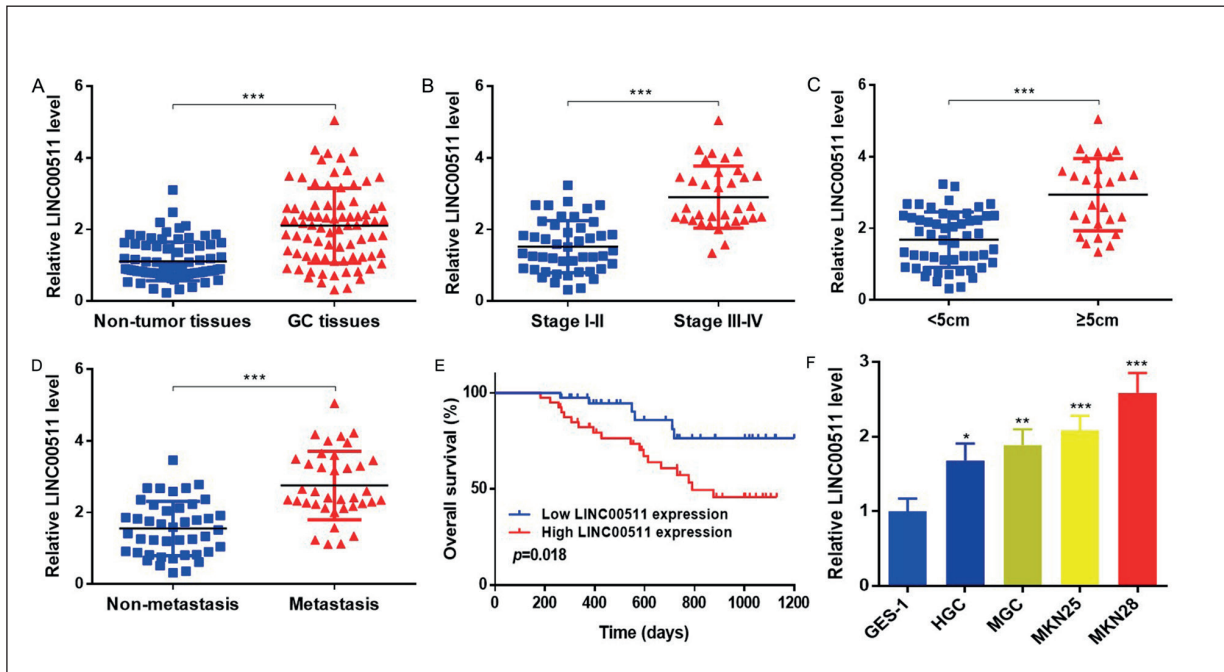 A
Relative LINC00511 level
6
4
2
0
***
Non-tumor tissues
GC tissues
B
Relative LINC00511 level
6
4
2
0
***
Stage I-II
Stage III-IV
C
Relative LINC00511 level
6
4
2
0
***
<5cm
≥5cm
D
Relative LINC00511 level
6
4
2
0
***
Non-metastasis
Metastasis
E
Overall survival (%)
100
50
0
Low LINC00511 expression
High LINC00511 expression
p=0.018
0 200 400 600 800 1000 1200
Time (days)
F
Relative LINC00511 level
3
2
1
0
*
**
***
***
GES-1
HGC
MGC
MKN25
MKN28